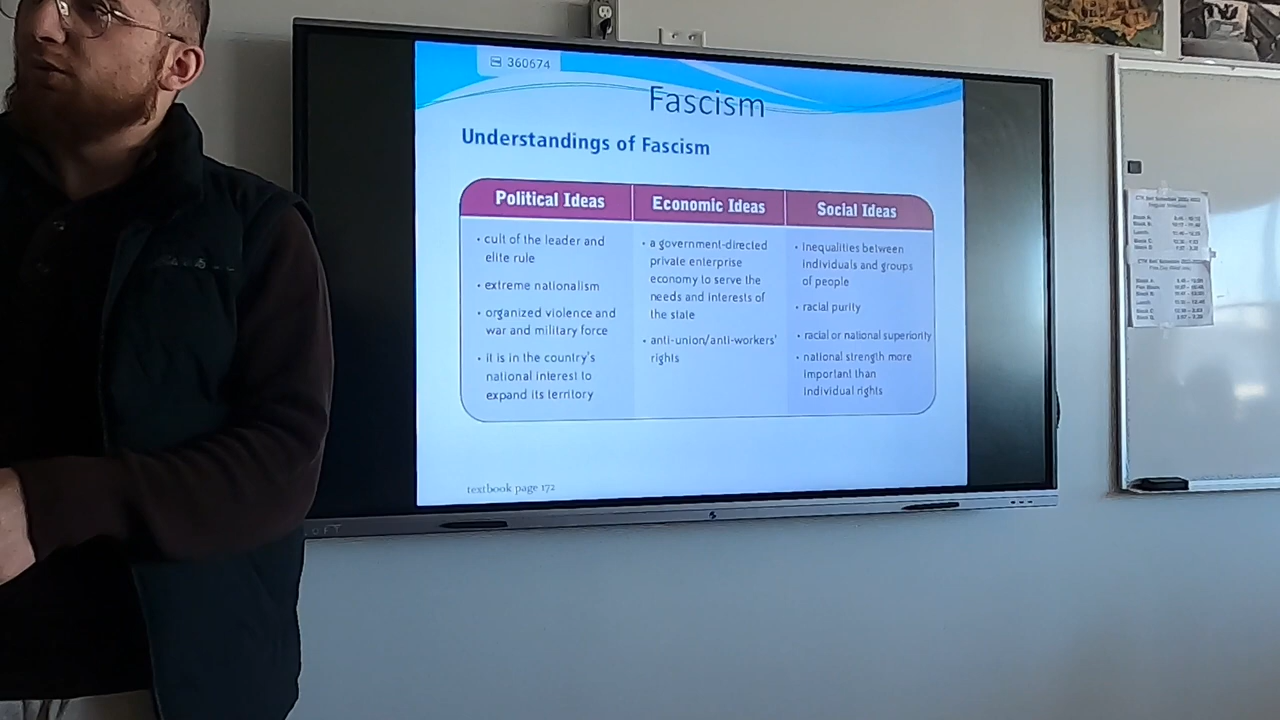 360674
Fascism
Understandings of Fascism
Political Ideas
• cult of the leader and
elite rule
• extreme nationalism
• organized violence and
war and military force
• it is in the country's
national interest to
expand its territory
Economic Ideas
• a government-directed
private enterprise
economy to serve the
needs and interests of
the state
• anti-union/anti-workers'
rights
Social Ideas
• inequalities between
individuals and groups
of people
• racial purity
• racial or national superiority
• national strength more
important than
individual rights
textbook page 172